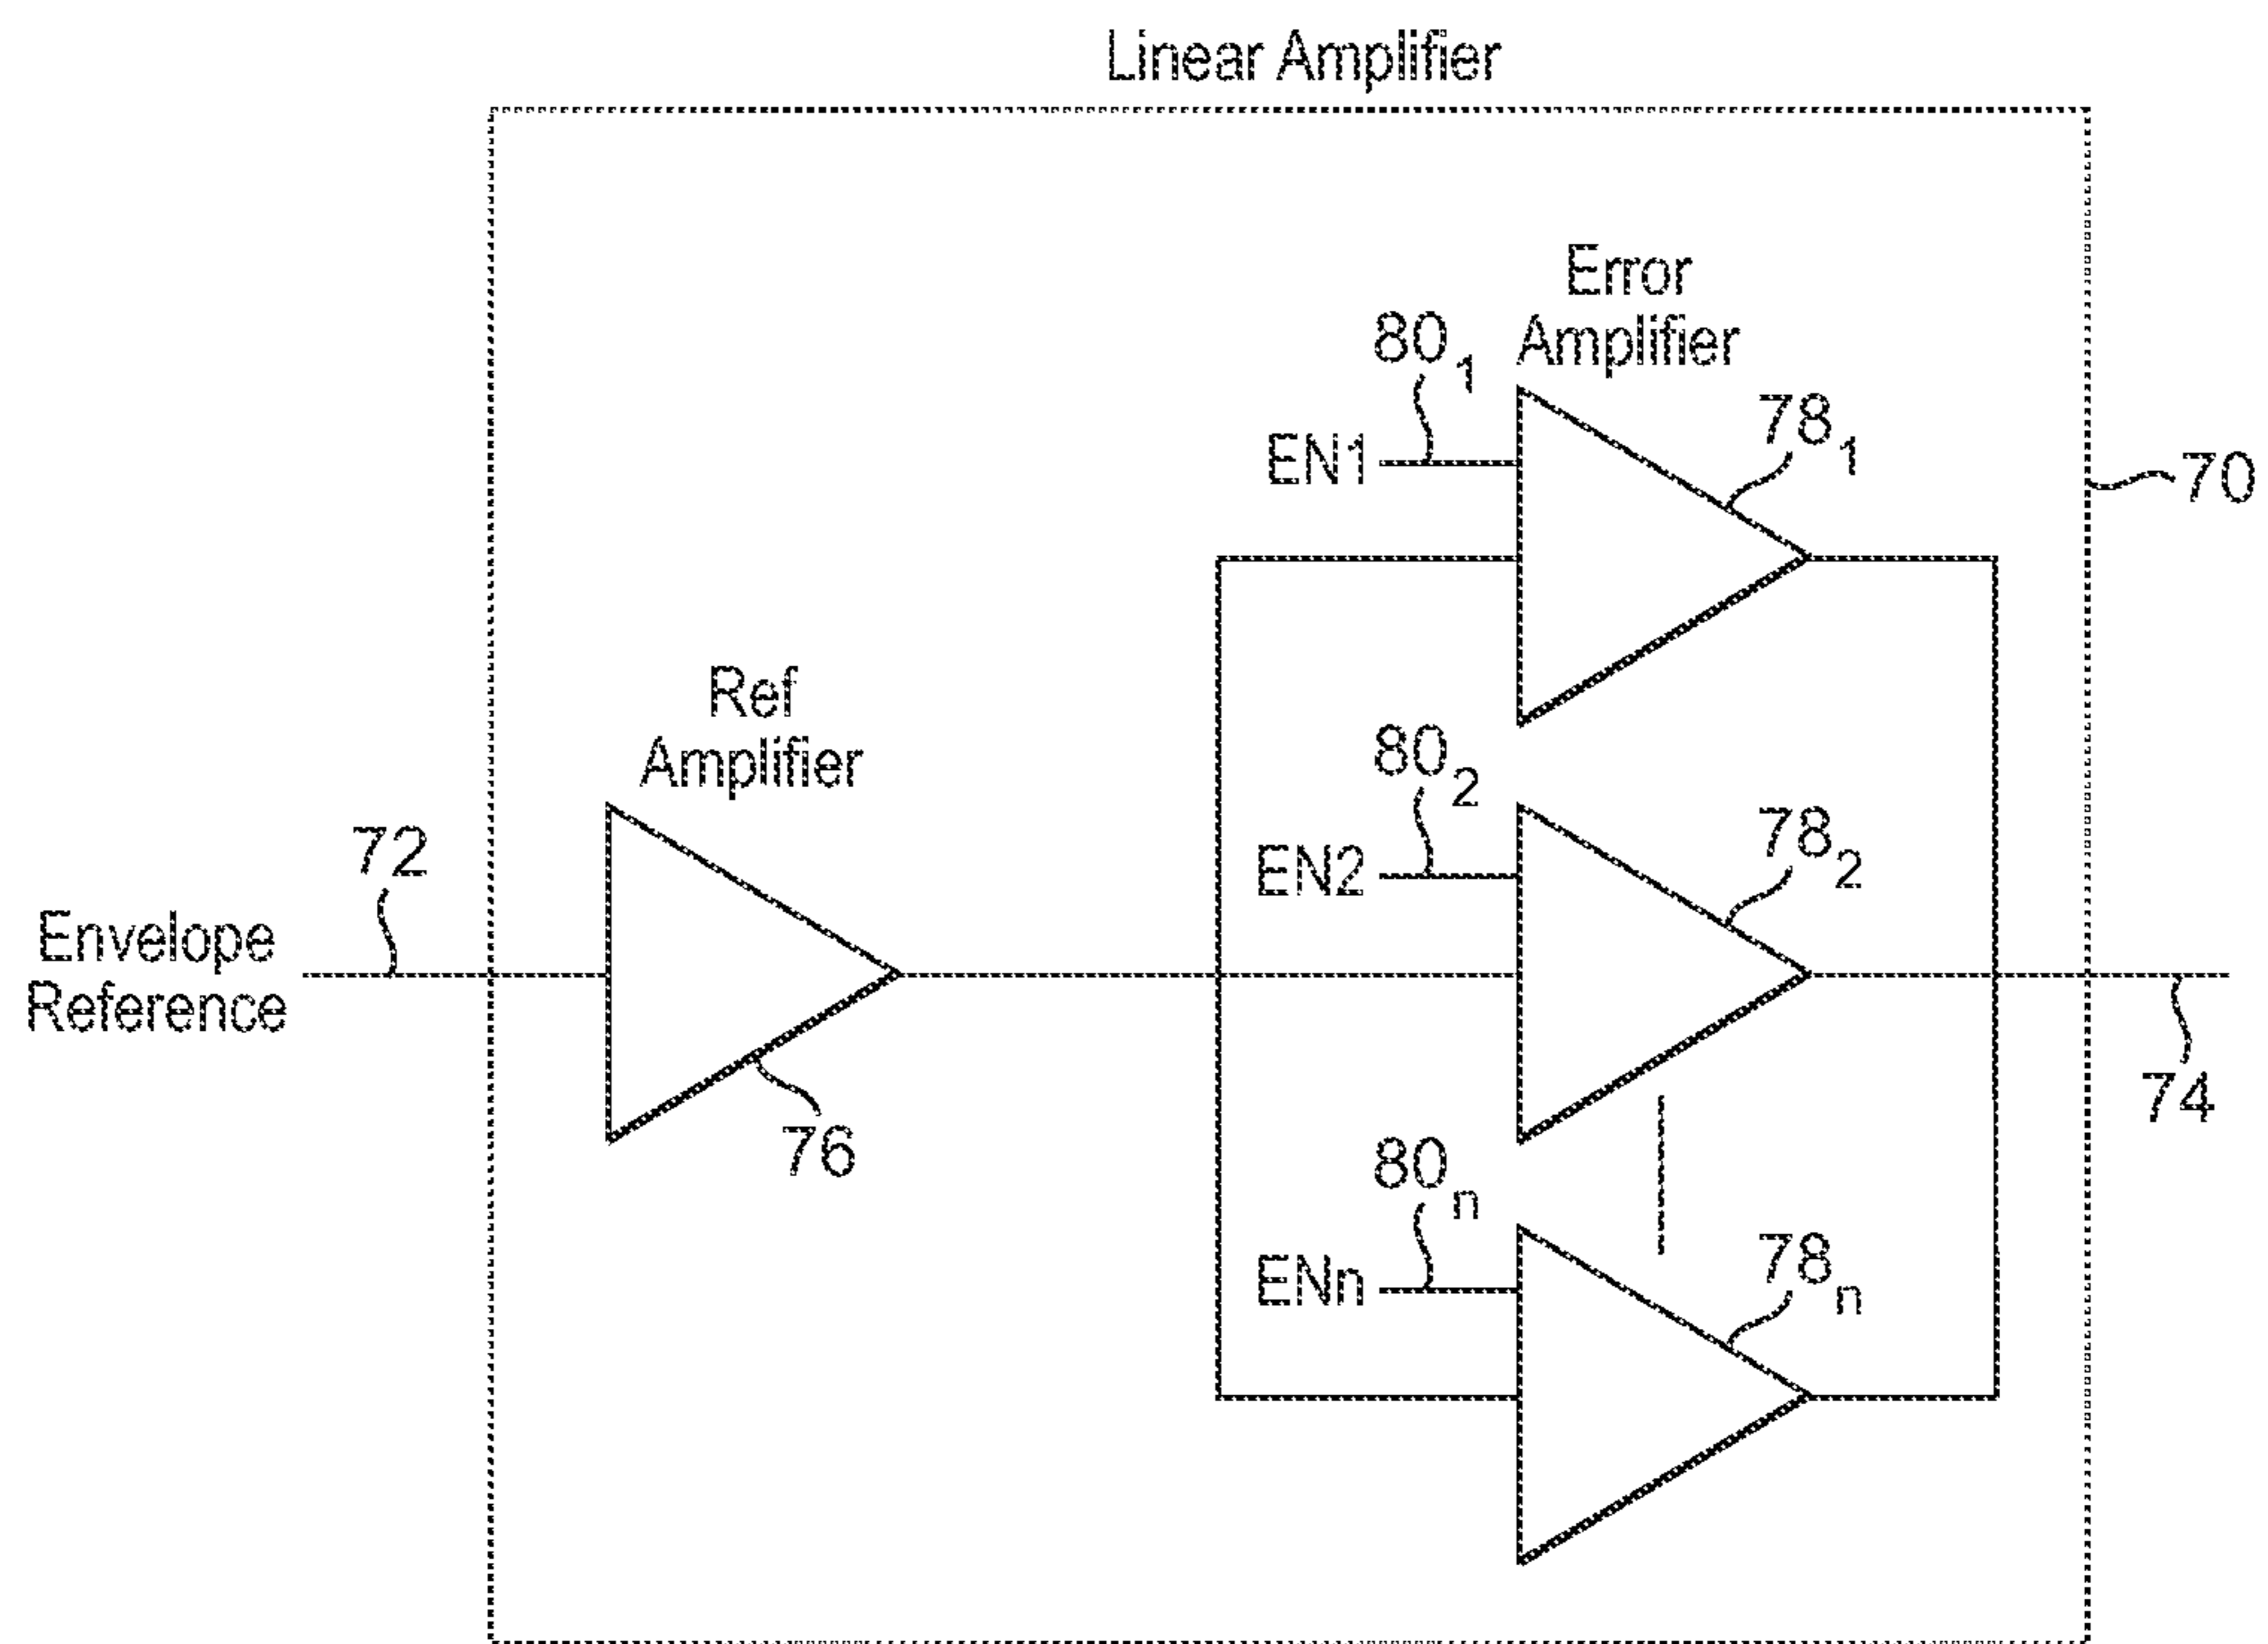 Linear Amplifier
Error
Amplifier
80₁
78₁
EN1
70
Ref
Amplifier
80₂
78₂
72
EN2
Envelope
Reference
74
76
80ₙ
78ₙ
ENn